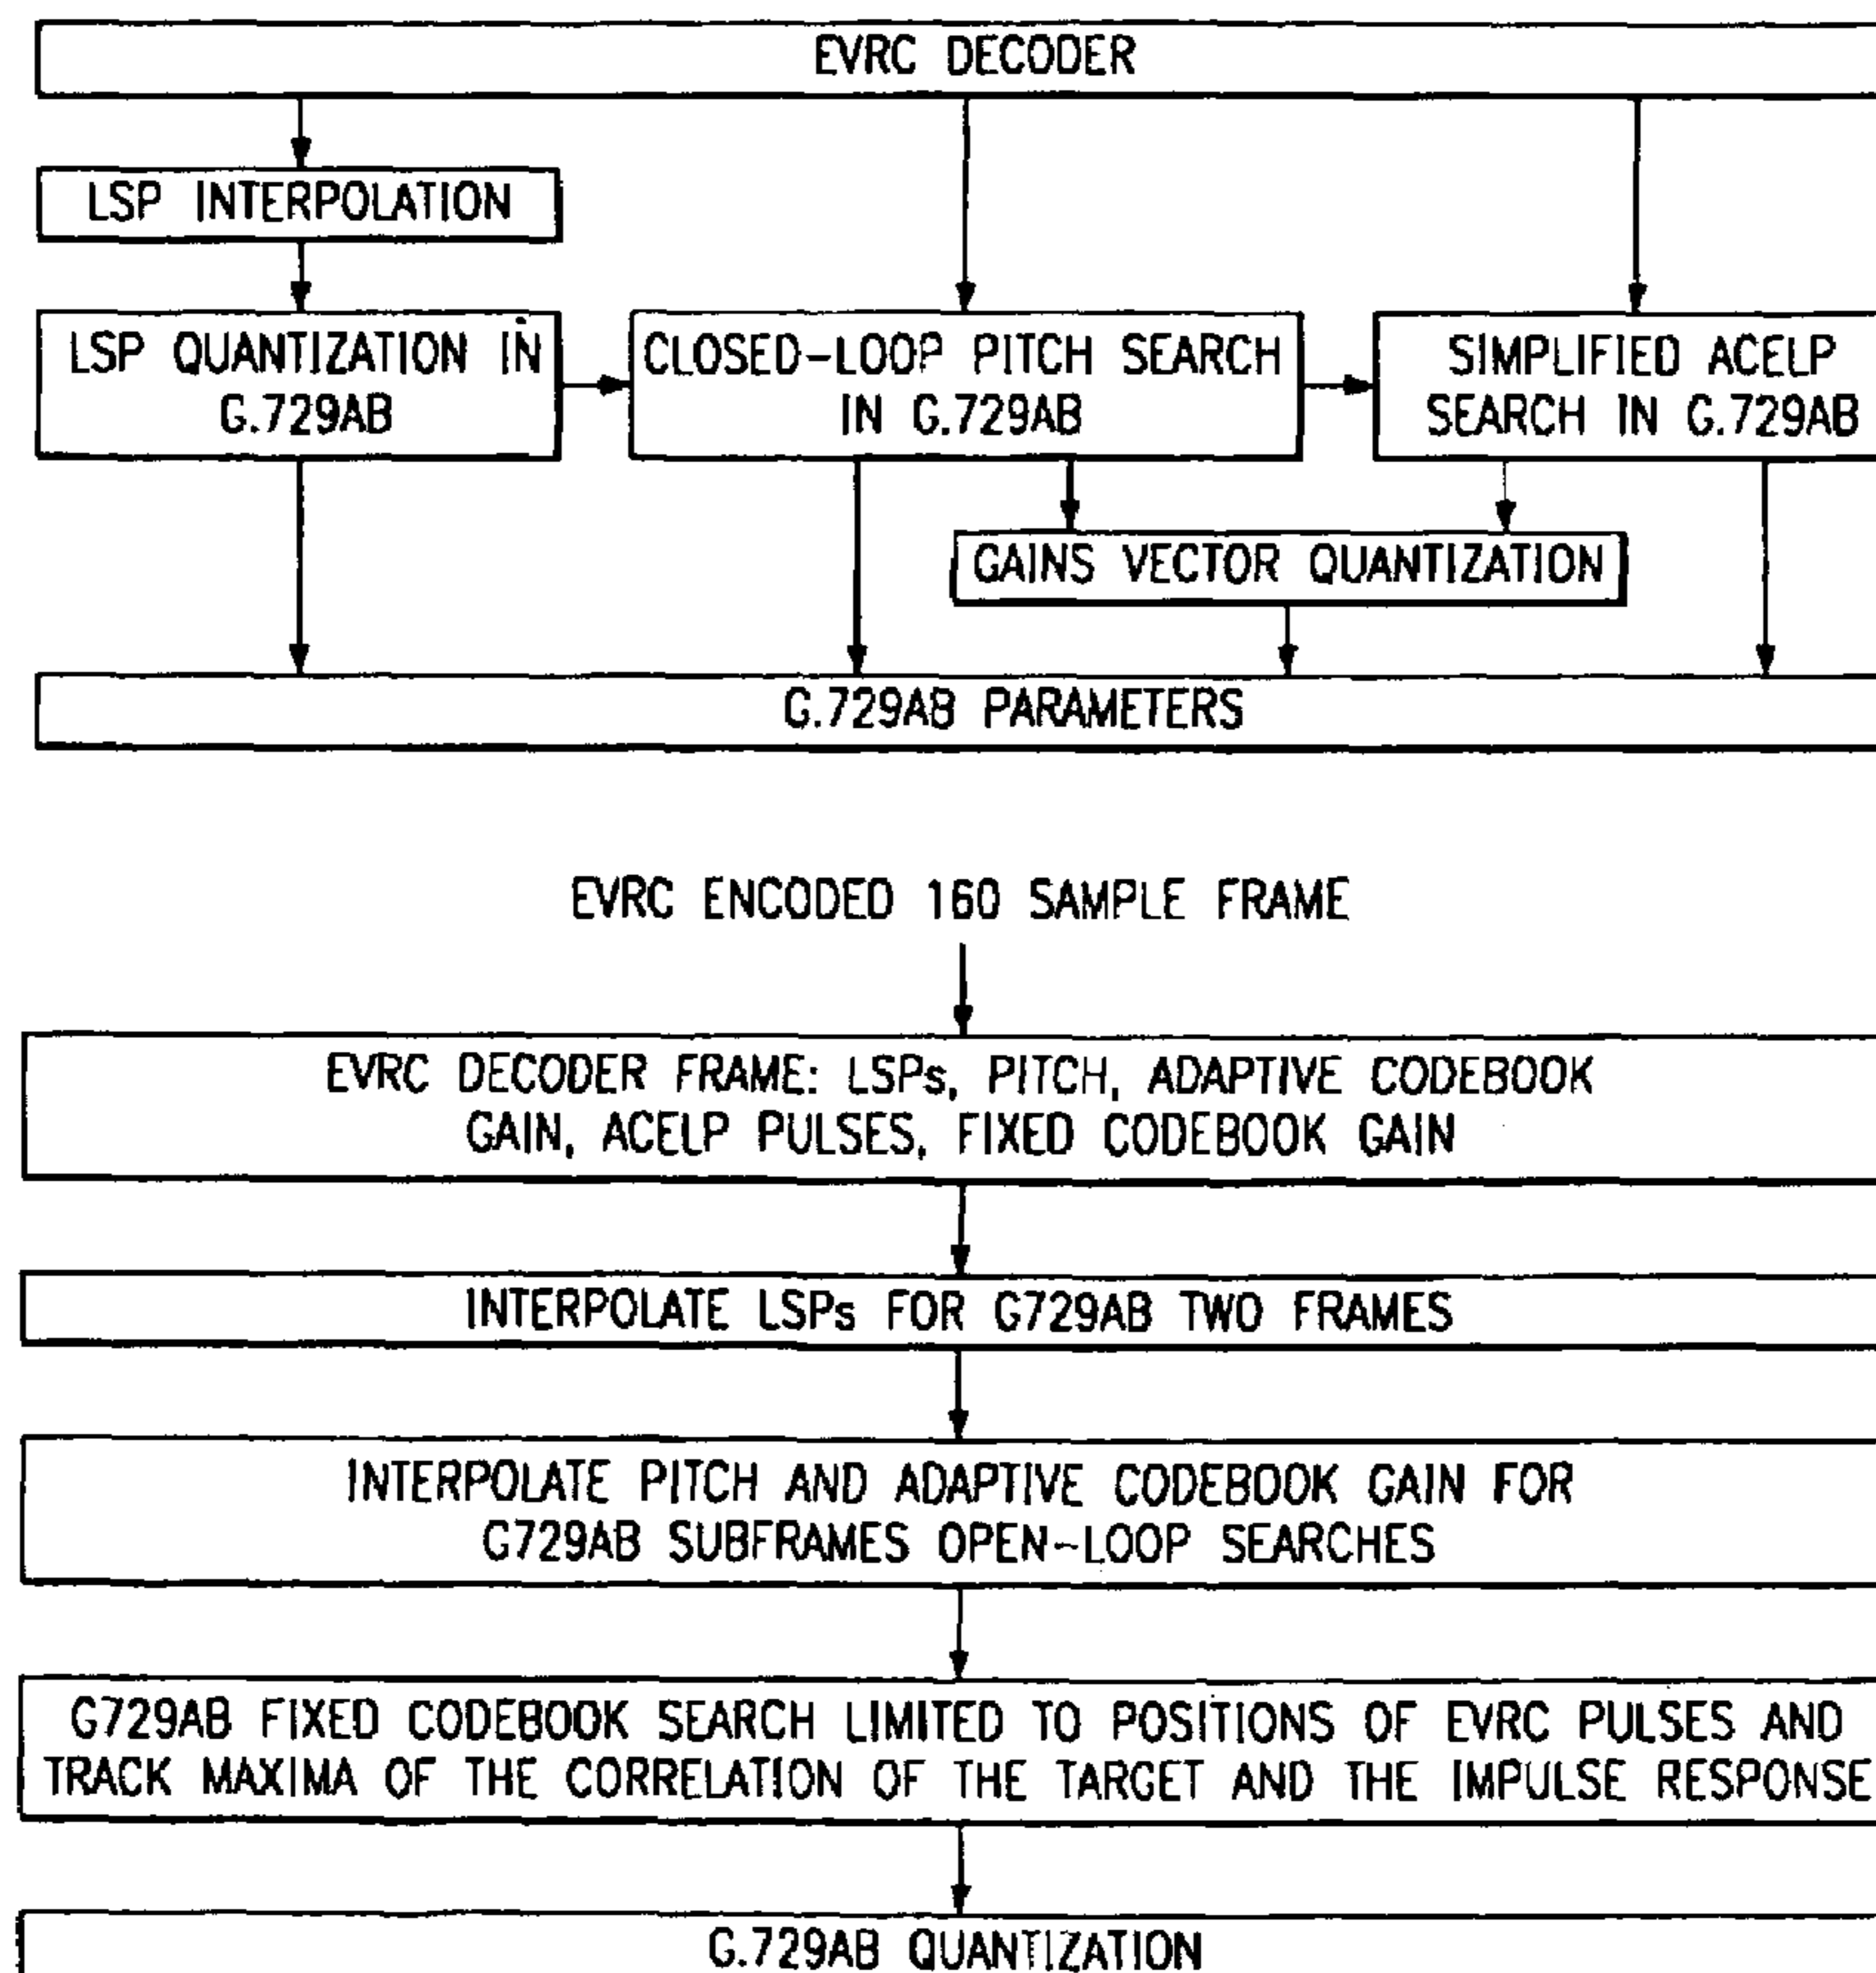 EVRC DECODER
LSP INTERPOLATION
LSP QUANTIZATION IN
G.729AB
CLOSED-LOOP PITCH SEARCH
IN G.729AB
SIMPLIFIED ACELP
SEARCH IN G.729AB
GAINS VECTOR QUANTIZATION
G.729AB PARAMETERS
EVRC ENCODED 160 SAMPLE FRAME
EVRC DECODER FRAME: LSPs, PITCH, ADAPTIVE CODEBOOK
GAIN, ACELP PULSES, FIXED CODEBOOK GAIN
INTERPOLATE LSPs FOR G729AB TWO FRAMES
INTERPOLATE PITCH AND ADAPTIVE CODEBOOK GAIN FOR
G729AB SUBFRAMES OPEN-LOOP SEARCHES
G729AB FIXED CODEBOOK SEARCH LIMITED TO POSITIONS OF EVRC PULSES AND
TRACK MAXIMA OF THE CORRELATION OF THE TARGET AND THE IMPULSE RESPONSE
G.729AB QUANTIZATION